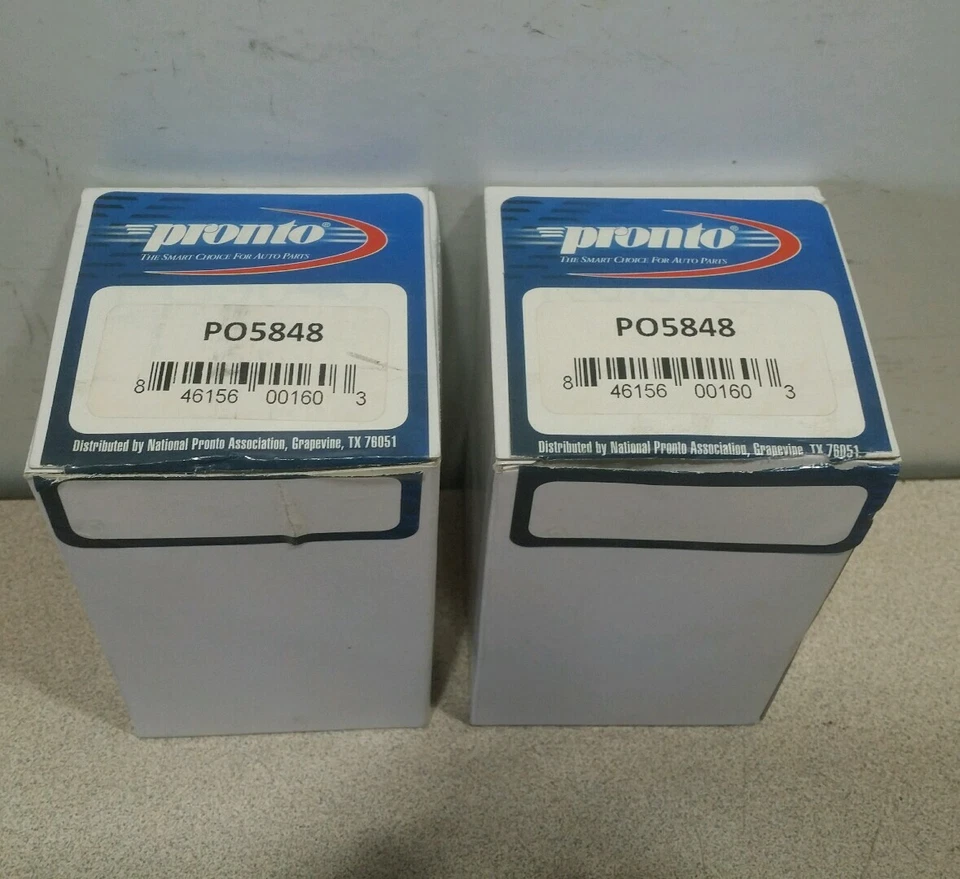 pronto®
THE SMART CHOICE FOR AUTO PARTS
PO5848
8 46156 00160 3
Distributed by National Pronto Association, Grapevine, TX 76051
pronto®
THE SMART CHOICE FOR AUTO PARTS
PO5848
8 46156 00160 3
Distributed by National Pronto Association, Grapevine, TX 76051